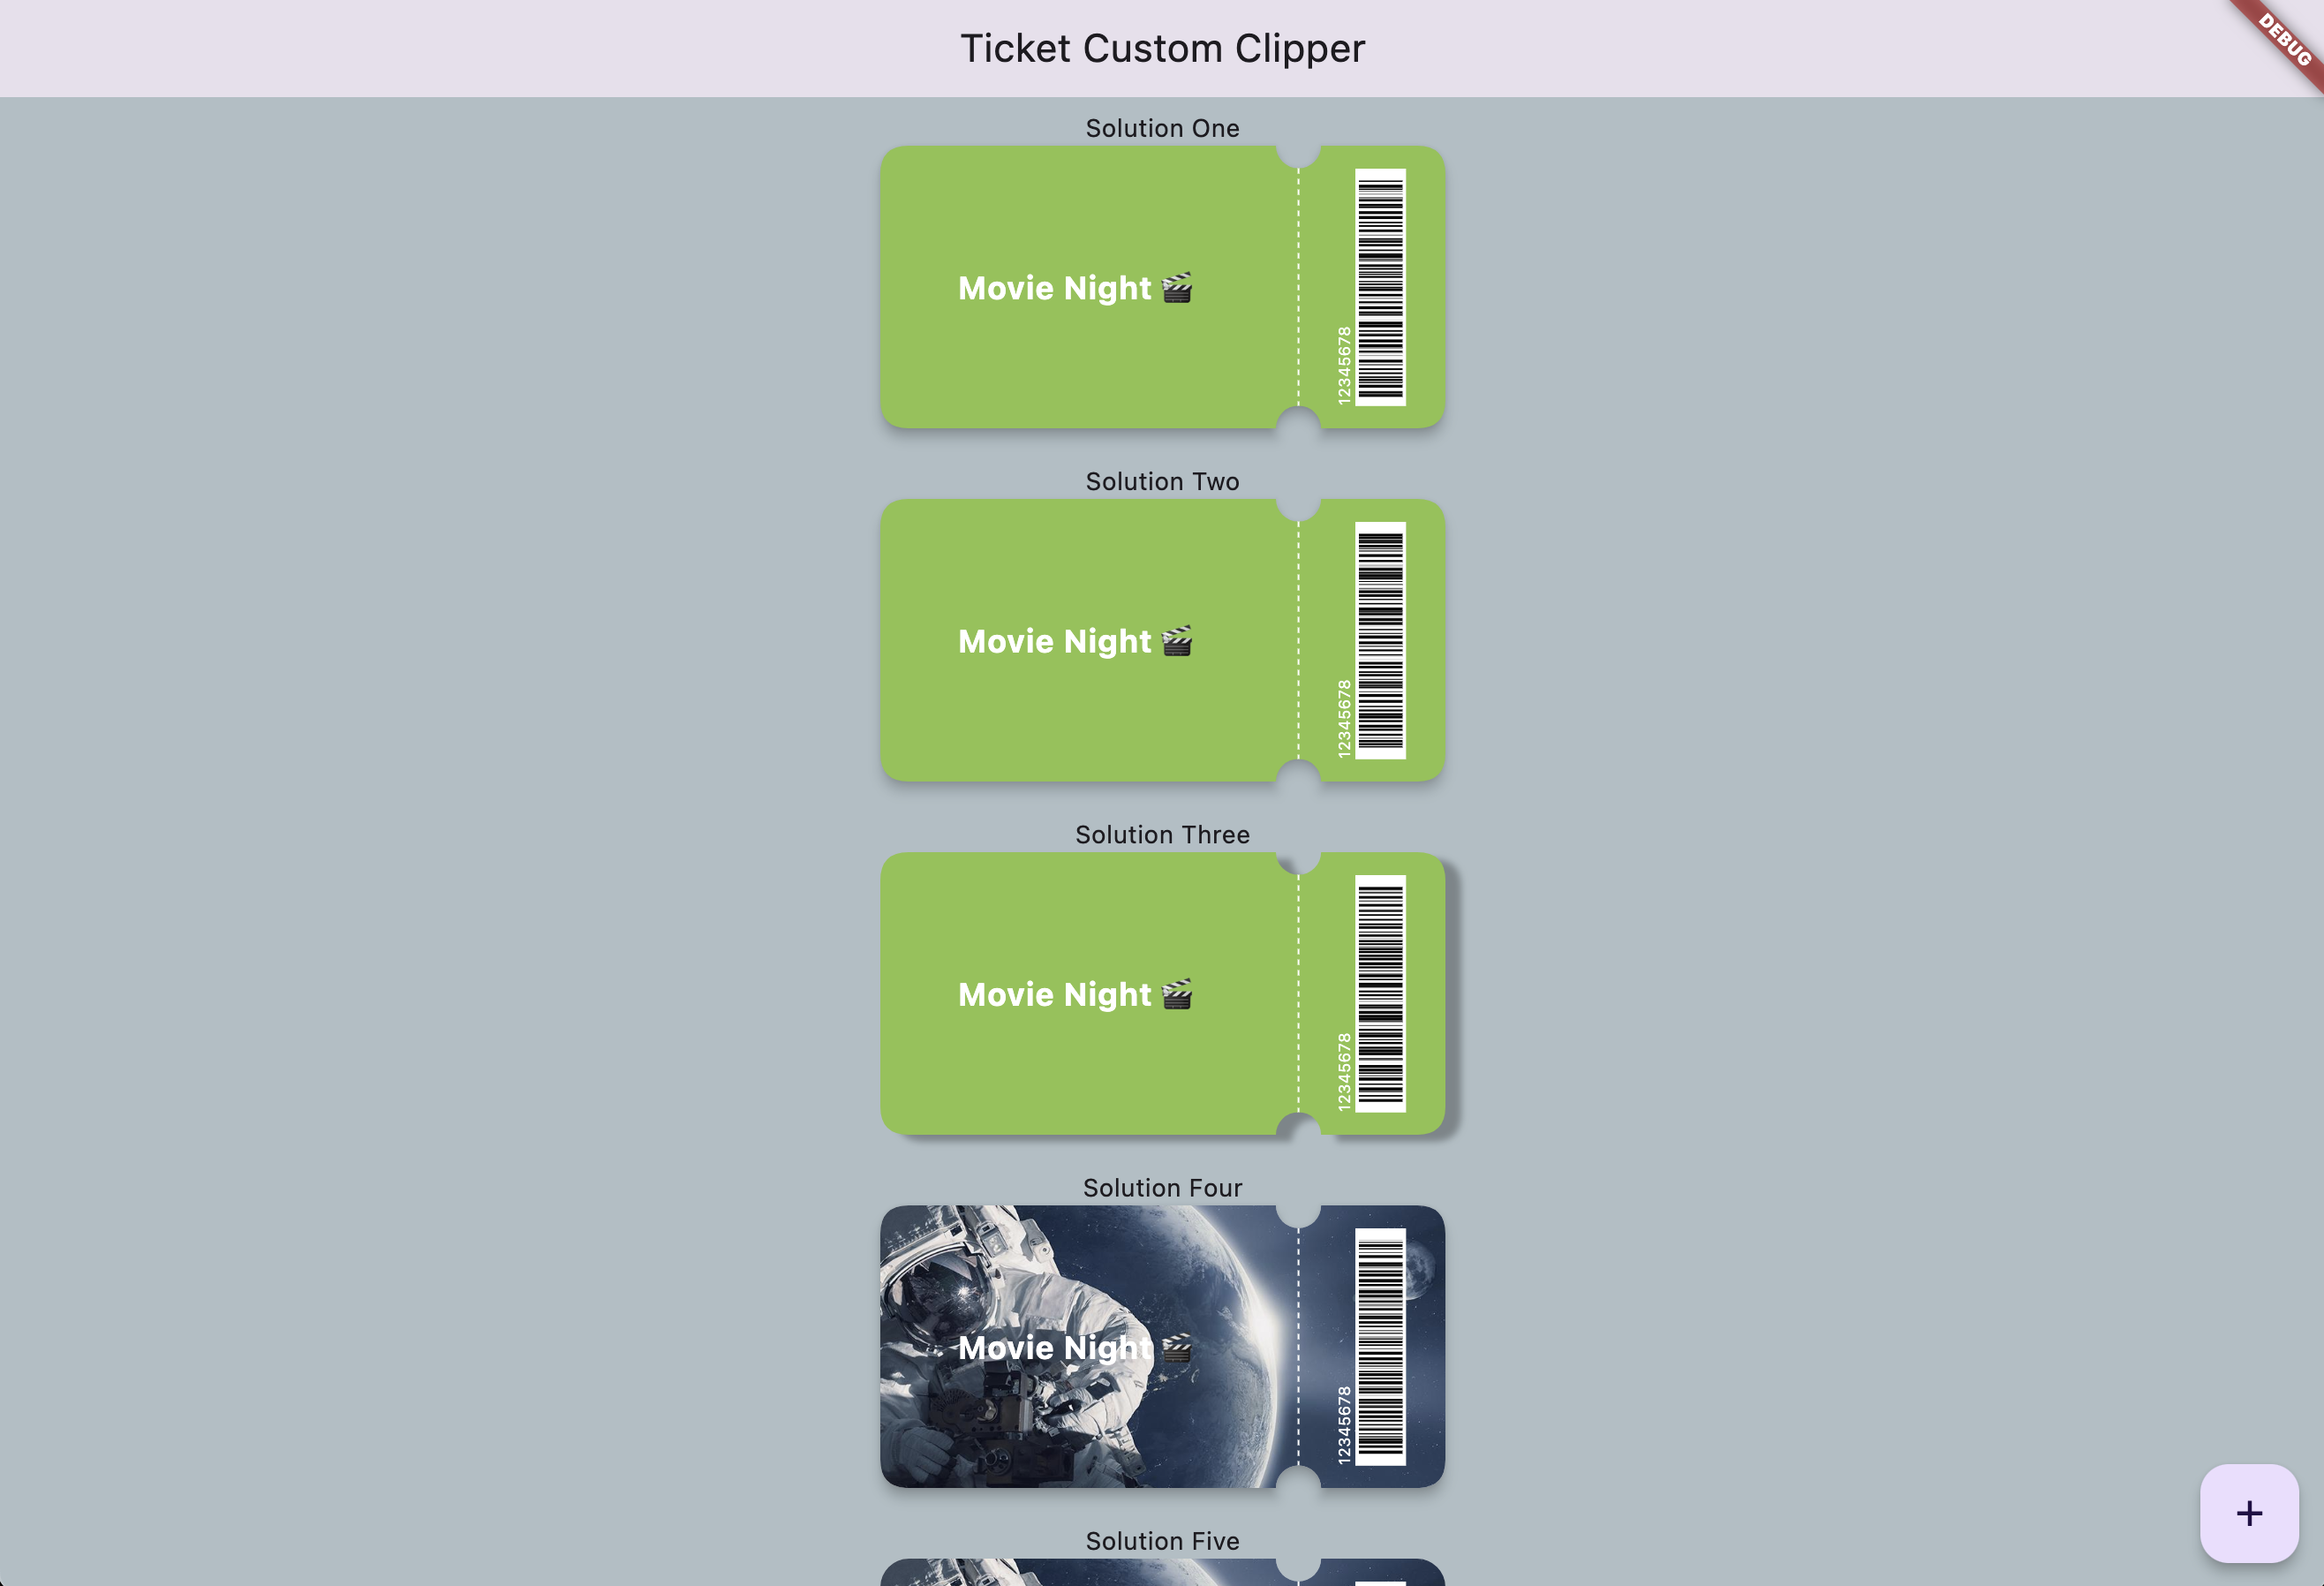 Ticket Custom Clipper
DEBUG
Solution One
Movie Night 🎬
12345678
Solution Two
Movie Night 🎬
12345678
Solution Three
Movie Night 🎬
12345678
Solution Four
Movie Night 🎬
12345678
Solution Five
+